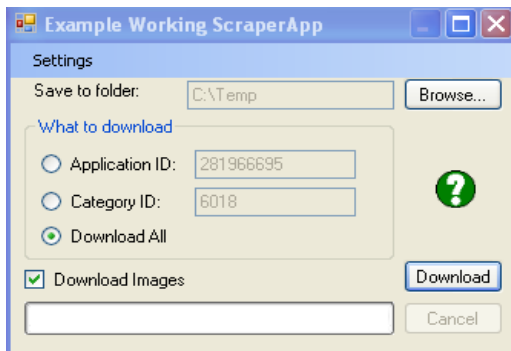 Example Working ScraperApp
Settings
Save to folder: C:\Temp Browse...
What to download
Application ID: 281966695
Category ID: 6018
Download All
?
Download Images Download
Cancel